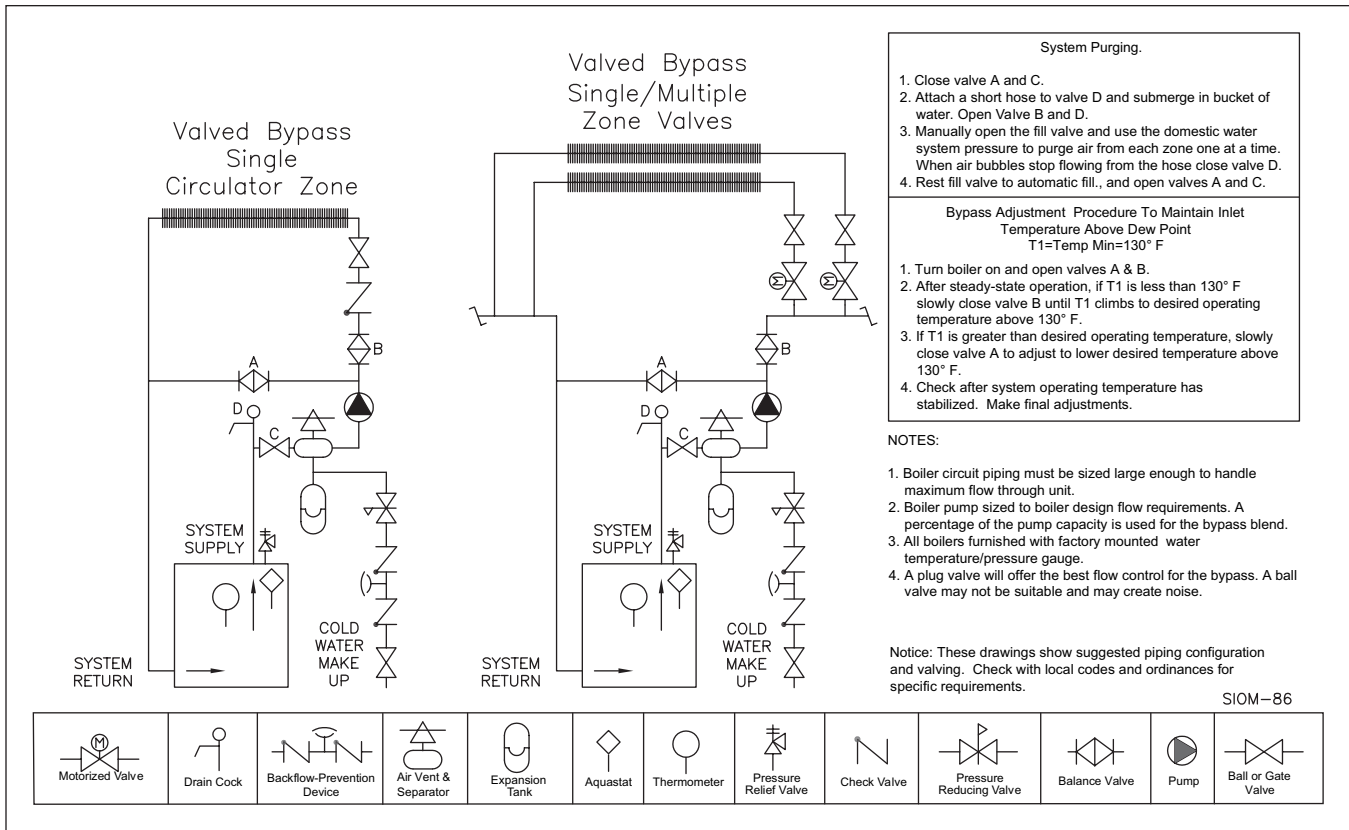 Valved Bypass
Single
Circulator Zone
A
B
D
C
SYSTEM
SUPPLY
SYSTEM
RETURN
COLD
WATER
MAKE
UP
Valved Bypass
Single/Multiple
Zone Valves
M
M
A
B
D
C
SYSTEM
SUPPLY
SYSTEM
RETURN
COLD
WATER
MAKE
UP
System Purging.
1. Close valve A and C.
2. Attach a short hose to valve D and submerge in bucket of
water. Open Valve B and D.
3. Manually open the fill valve and use the domestic water
system pressure to purge air from each zone one at a time.
When air bubbles stop flowing from the hose close valve D.
4. Rest fill valve to automatic fill., and open valves A and C.
Bypass Adjustment Procedure To Maintain Inlet
Temperature Above Dew Point
T1=Temp Min=130° F
1. Turn boiler on and open valves A & B.
2. After steady-state operation, if T1 is less than 130° F
slowly close valve B until T1 climbs to desired operating
temperature above 130° F.
3. If T1 is greater than desired operating temperature, slowly
close valve A to adjust to lower desired temperature above
130° F.
4. Check after system operating temperature has
stabilized. Make final adjustments.
NOTES:
1. Boiler circuit piping must be sized large enough to handle
maximum flow through unit.
2. Boiler pump sized to boiler design flow requirements. A
percentage of the pump capacity is used for the bypass blend.
3. All boilers furnished with factory mounted water
temperature/pressure gauge.
4. A plug valve will offer the best flow control for the bypass. A ball
valve may not be suitable and may create noise.
Notice: These drawings show suggested piping configuration
and valving. Check with local codes and ordinances for
specific requirements.
SIOM-86
M
Motorized Valve
Drain Cock
Backflow-Prevention
Device
Air Vent &
Separator
Expansion
Tank
Aquastat
Thermometer
Pressure
Relief Valve
Check Valve
Pressure
Reducing Valve
Balance Valve
Pump
Ball or Gate
Valve